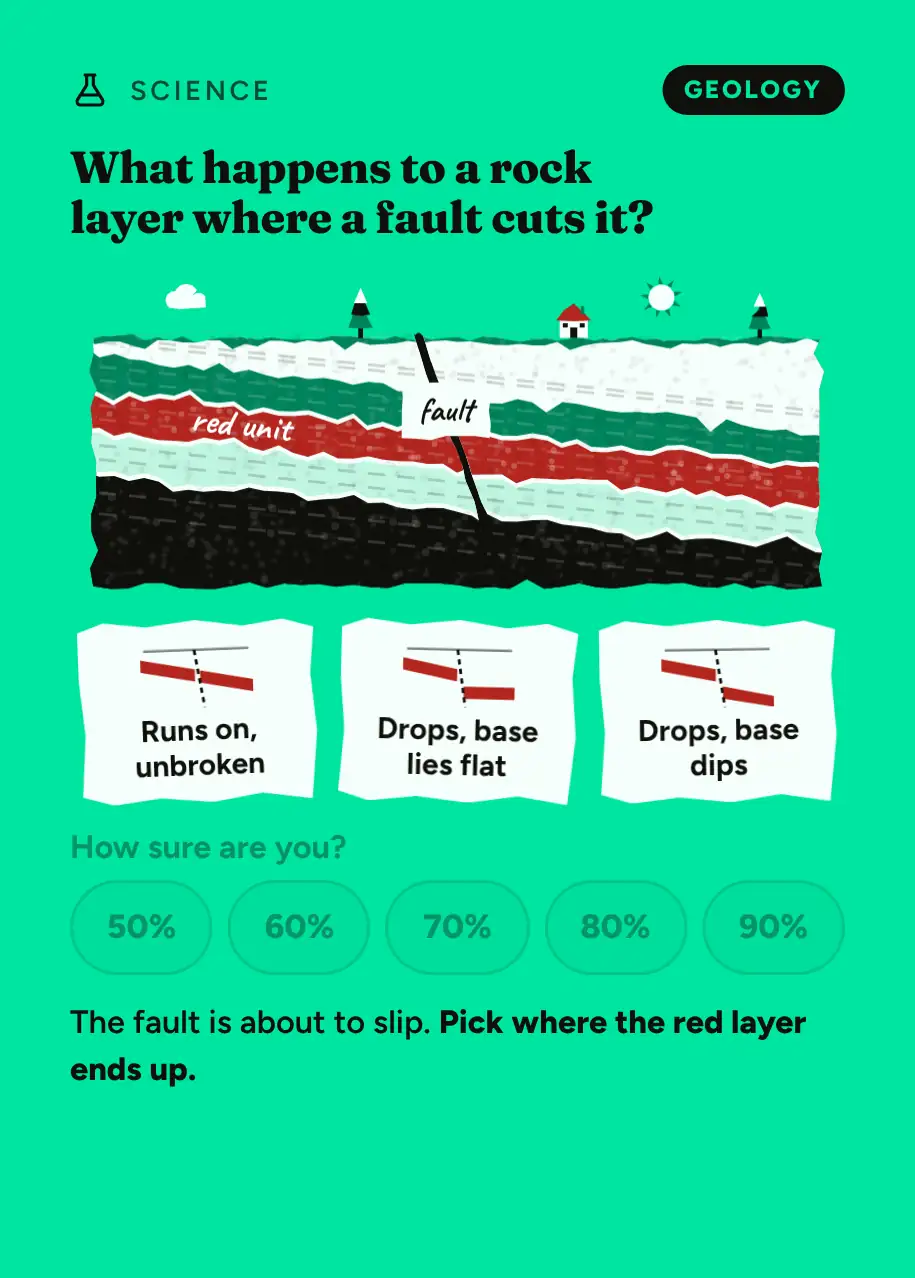 SCIENCE
GEOLOGY
What happens to a rock
layer where a fault cuts it?
fault
red unit
Runs on,
unbroken
Drops, base
lies flat
Drops, base
dips
How sure are you?
50%
60%
70%
80%
90%
The fault is about to slip. Pick where the red layer
ends up.